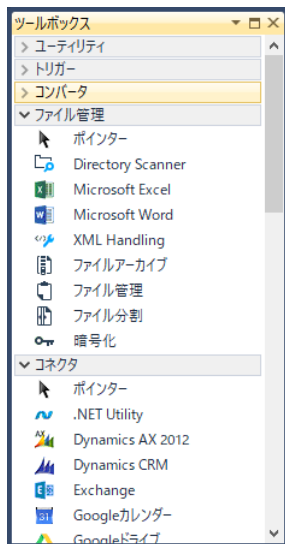 ツールボックス
ユーティリティ
トリガー
コンバータ
ファイル管理
ポインター
Directory Scanner
Microsoft Excel
Microsoft Word
XML Handling
ファイルアーカイブ
ファイル管理
ファイル分割
暗号化
コネクタ
ポインター
.NET Utility
Dynamics AX 2012
Dynamics CRM
Exchange
Googleカレンダー
Googleドライブ